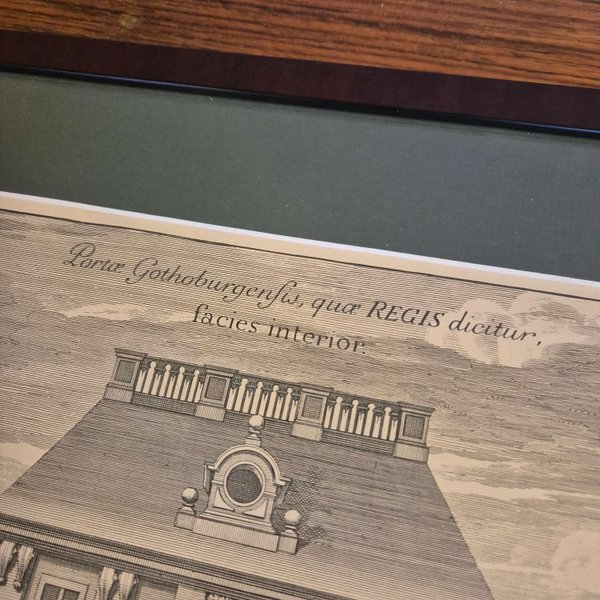 Portæ Gothoburgenſis, quæ REGIS dicitur,
facies interior.